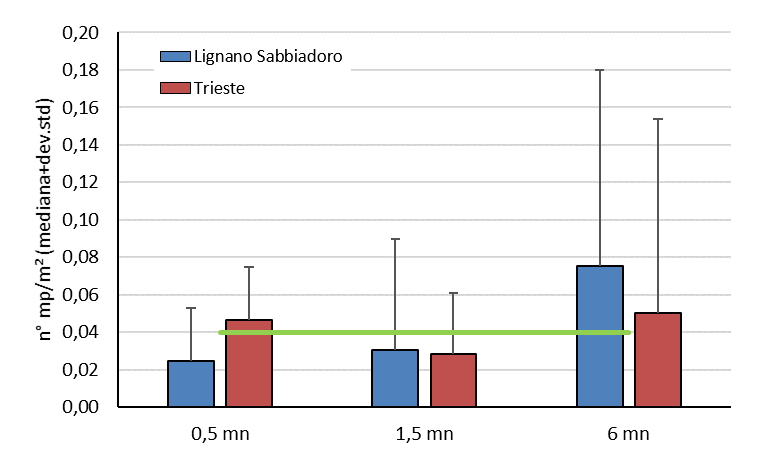 n° mp/m² (mediana+dev.std)
0,20
0,18
0,16
0,14
0,12
0,10
0,08
0,06
0,04
0,02
0,00
Lignano Sabbiadoro
Trieste
0,5 mn
1,5 mn
6 mn